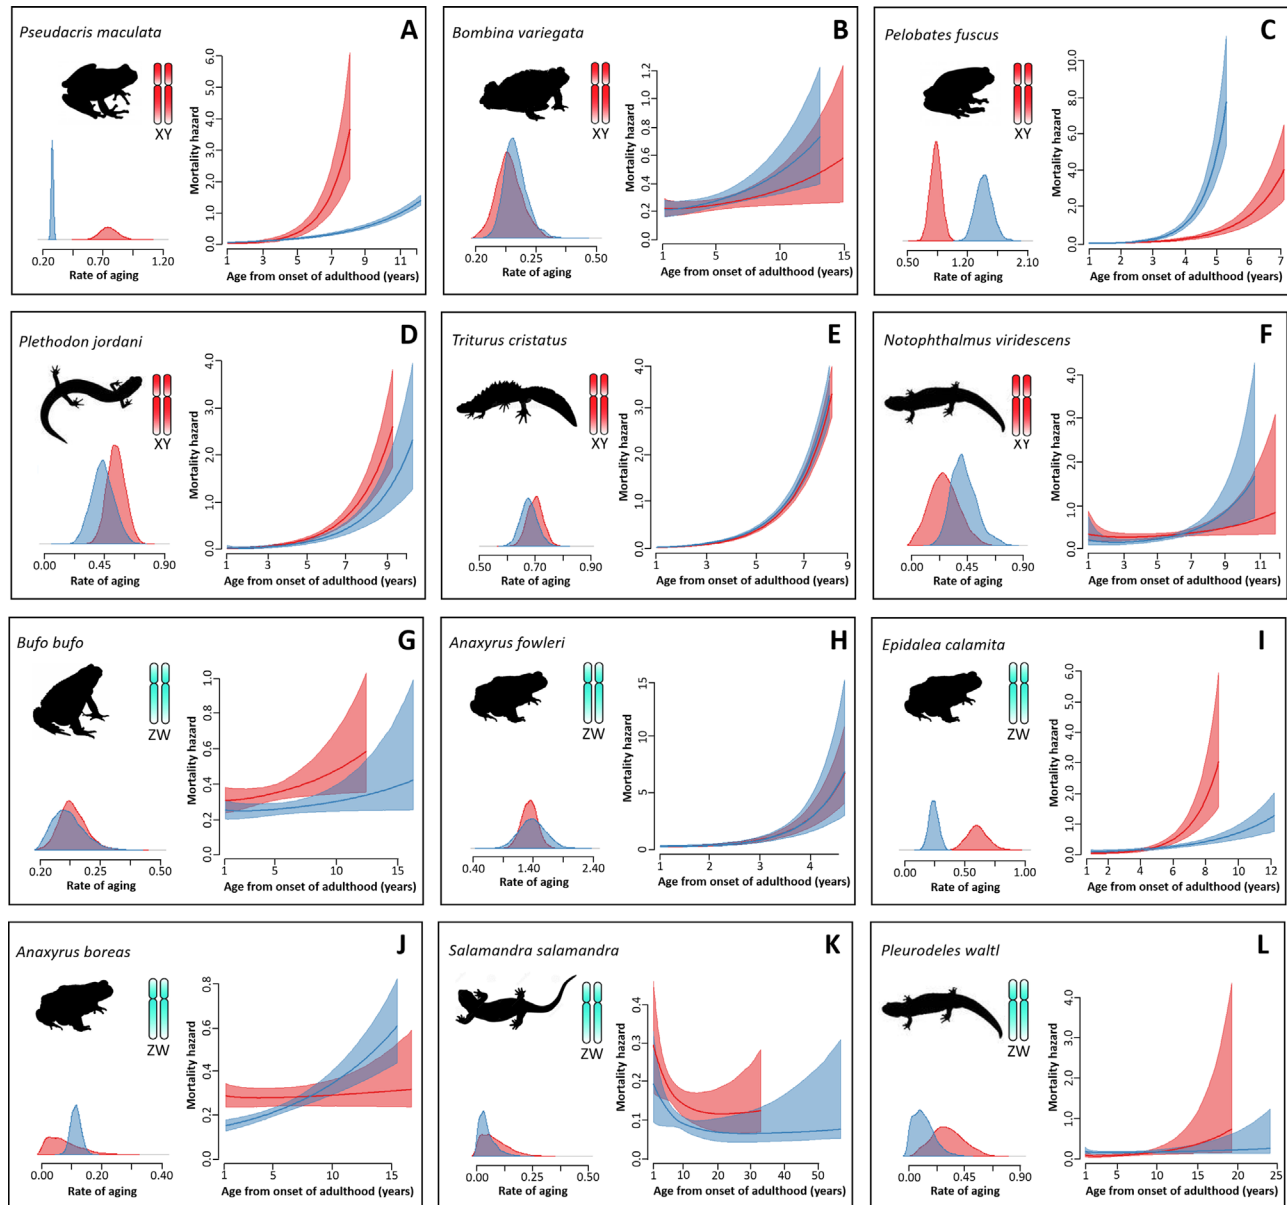 Pseudacris maculata
A
XY
Mortality hazard
6.0
5.0
4.0
3.0
2.0
1.0
0.0
0.20 0.70 1.20
Rate of aging
1 3 5 7 9 11
Age from onset of adulthood (years)
Bombina variegata
B
XY
Mortality hazard
1.2
1.0
0.8
0.6
0.4
0.2
0.0
0.20 0.25 0.50
Rate of aging
1 5 10 15
Age from onset of adulthood (years)
Pelobates fuscus
C
XY
Mortality hazard
10.0
8.0
6.0
4.0
2.0
0.0
0.50 1.20 2.10
Rate of aging
1 2 3 4 5 6 7
Age from onset of adulthood (years)
Plethodon jordani
D
XY
Mortality hazard
4.0
3.0
2.0
1.0
0.0
0.00 0.45 0.90
Rate of aging
1 3 5 7 9
Age from onset of adulthood (years)
Triturus cristatus
E
XY
Mortality hazard
4.0
3.0
2.0
1.0
0.0
0.50 0.70 0.90
Rate of aging
1 3 5 7 9
Age from onset of adulthood (years)
Notophthalmus viridescens
F
XY
Mortality hazard
4.0
3.0
2.0
1.0
0.0
0.00 0.45 0.90
Rate of aging
1 3 5 7 9 11
Age from onset of adulthood (years)
Bufo bufo
G
ZW
Mortality hazard
1.0
0.8
0.6
0.4
0.2
0.0
0.20 0.25 0.50
Rate of aging
1 5 10 15
Age from onset of adulthood (years)
Anaxyrus fowleri
H
ZW
Mortality hazard
15
10
5
0
0.40 1.40 2.40
Rate of aging
1 2 3 4
Age from onset of adulthood (years)
Epidalea calamita
I
ZW
Mortality hazard
6.0
5.0
4.0
3.0
2.0
1.0
0.0
0.00 0.50 1.00
Rate of aging
1 2 4 6 8 10 12
Age from onset of adulthood (years)
Anaxyrus boreas
J
ZW
Mortality hazard
0.8
0.6
0.4
0.2
0.0
0.00 0.20 0.40
Rate of aging
1 5 10 15
Age from onset of adulthood (years)
Salamandra salamandra
K
ZW
Mortality hazard
0.4
0.3
0.2
0.1
0.0
0.00 0.20 0.50
Rate of aging
1 10 20 30 40 50
Age from onset of adulthood (years)
Pleurodeles waltl
L
ZW
Mortality hazard
4.0
3.0
2.0
1.0
0.0
0.00 0.45 0.90
Rate of aging
1 5 10 15 20 24 25
Age from onset of adulthood (years)